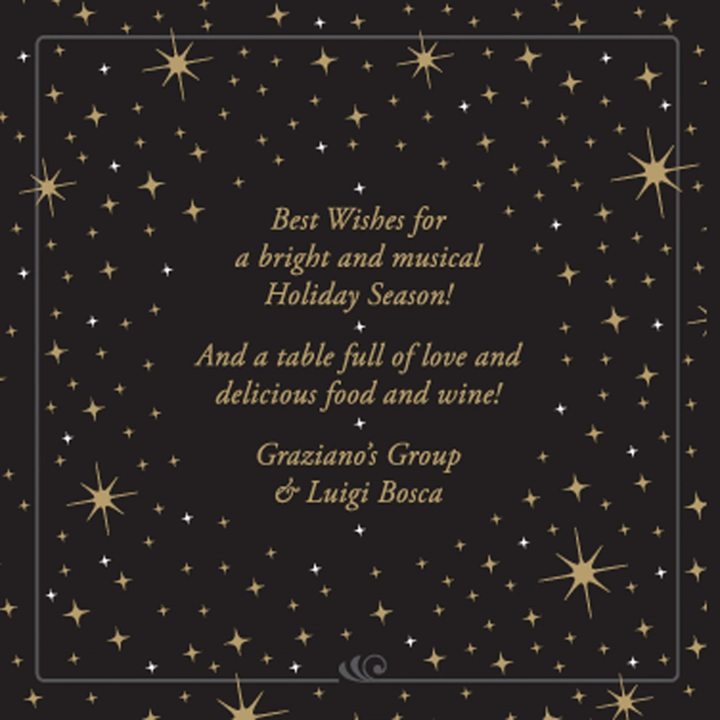 Best Wishes for
a bright and musical
Holiday Season!
And a table full of love and
delicious food and wine!
Graziano's Group
& Luigi Bosca